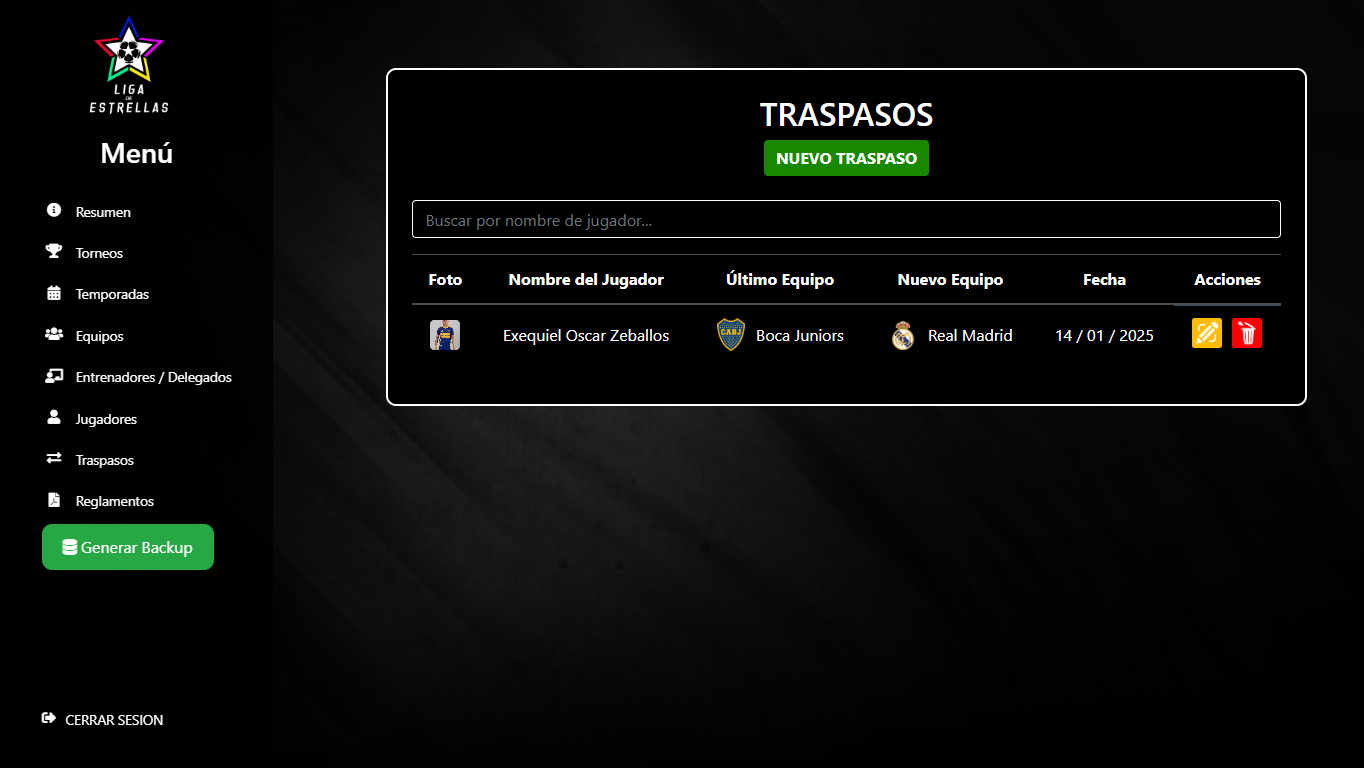 LIGA
DE
ESTRELLAS
Menú
Resumen
Torneos
Temporadas
Equipos
Entrenadores / Delegados
Jugadores
Traspasos
Reglamentos
Generar Backup
CERRAR SESION
TRASPASOS
NUEVO TRASPASO
Buscar por nombre de jugador...
Foto Nombre del Jugador Último Equipo Nuevo Equipo Fecha Acciones
Exequiel Oscar Zeballos CABJ Boca Juniors Real Madrid 14 / 01 / 2025